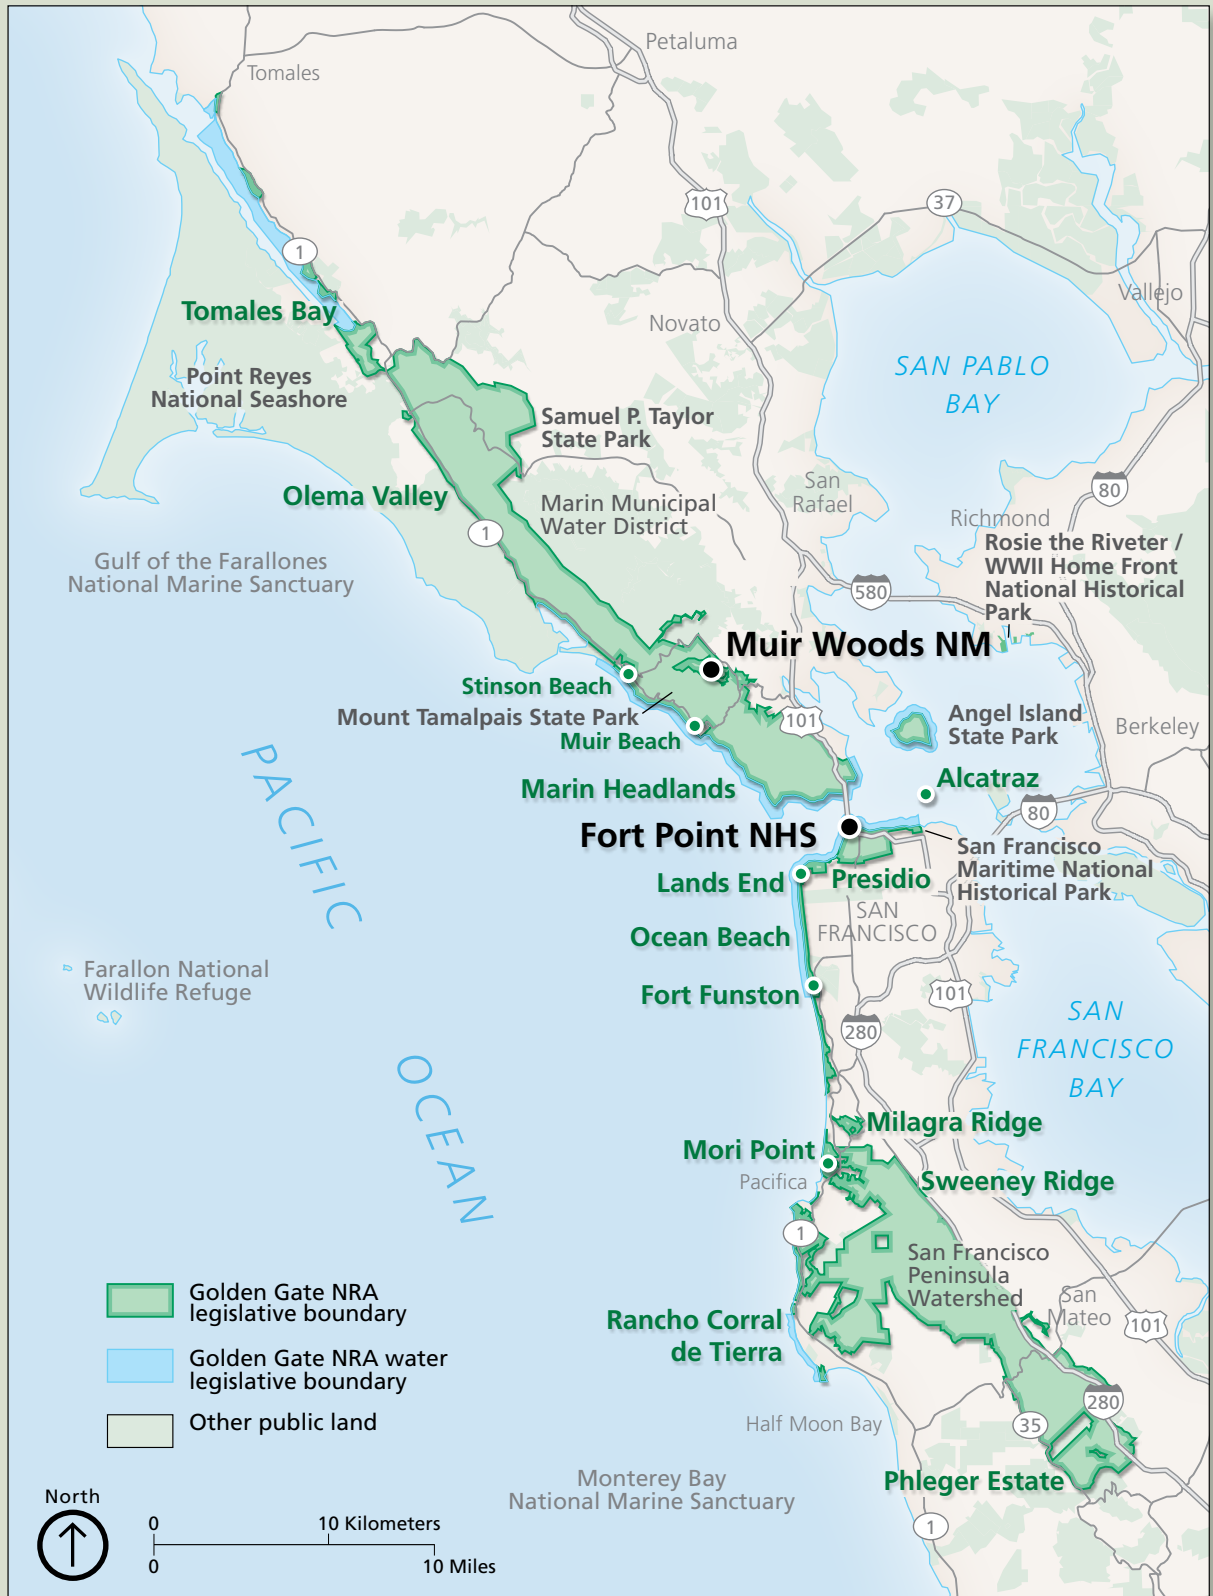 Petaluma
Tomales
101
37
1
Vallejo
Tomales Bay
Novato
SAN PABLO
BAY
Point Reyes
National Seashore
Samuel P. Taylor
State Park
San
Rafael
80
Olema Valley
Marin Municipal
Water District
Richmond
1
Rosie the Riveter /
WWII Home Front
National Historical
Park
Gulf of the Farallones
National Marine Sanctuary
580
Muir Woods NM
Stinson Beach
Mount Tamalpais State Park
101
Angel Island
State Park
Berkeley
Muir Beach
Marin Headlands
Alcatraz
80
Fort Point NHS
San Francisco
Maritime National
Historical Park
Lands End
Presidio
PACIFIC
OCEAN
SAN
FRANCISCO
Ocean Beach
Farallon National
Wildlife Refuge
Fort Funston
101
280
SAN
FRANCISCO
BAY
Milagra Ridge
Mori Point
Pacifica
Sweeney Ridge
1
San Francisco
Peninsula
Watershed
San
Mateo
101
Rancho Corral
de Tierra
280
35
Half Moon Bay
Phleger Estate
Monterey Bay
National Marine Sanctuary
1
Golden Gate NRA
legislative boundary
Golden Gate NRA water
legislative boundary
Other public land
North
0 10 Kilometers
0 10 Miles